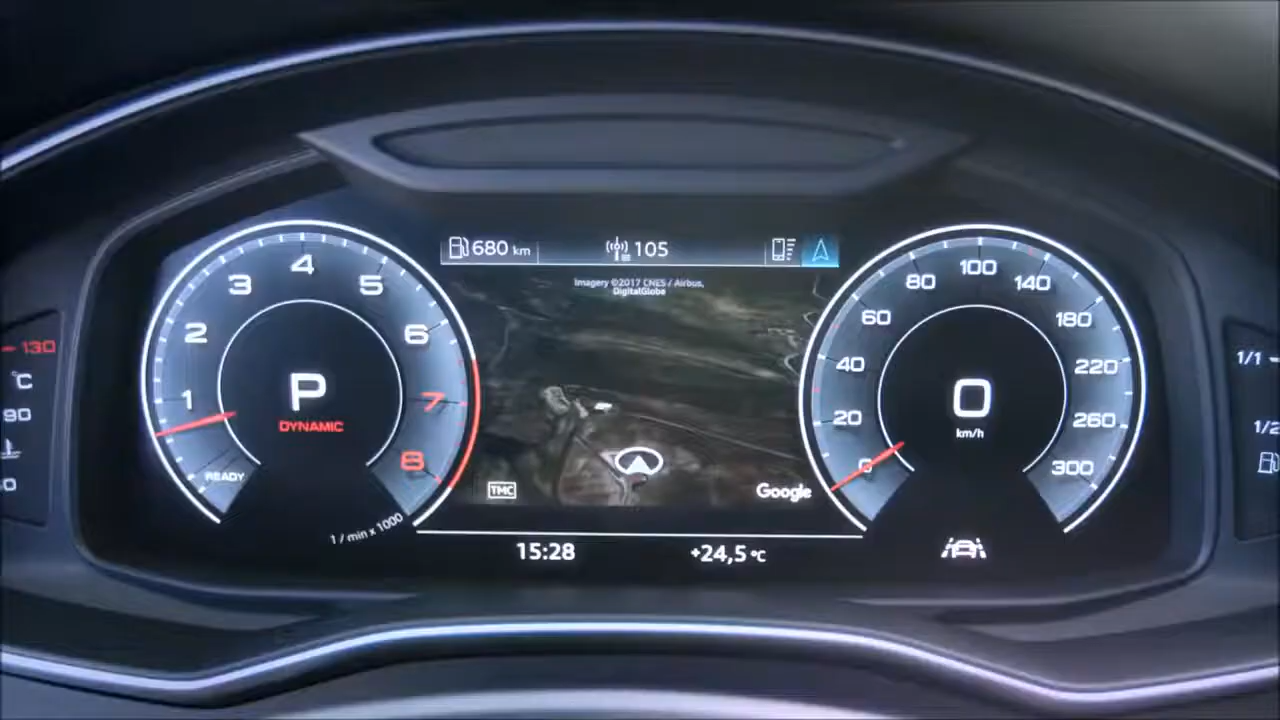 680 km
105
Imagery ©2017 CNES / Airbus,
DigitalGlobe
1
2
3
4
5
6
7
8
READY
P
DYNAMIC
1 / min x 1000
TMC
Google
15:28
+24,5 °C
0
20
40
60
80
100
140
180
220
260
300
0
km/h
130
°C
90
1/1
1/2